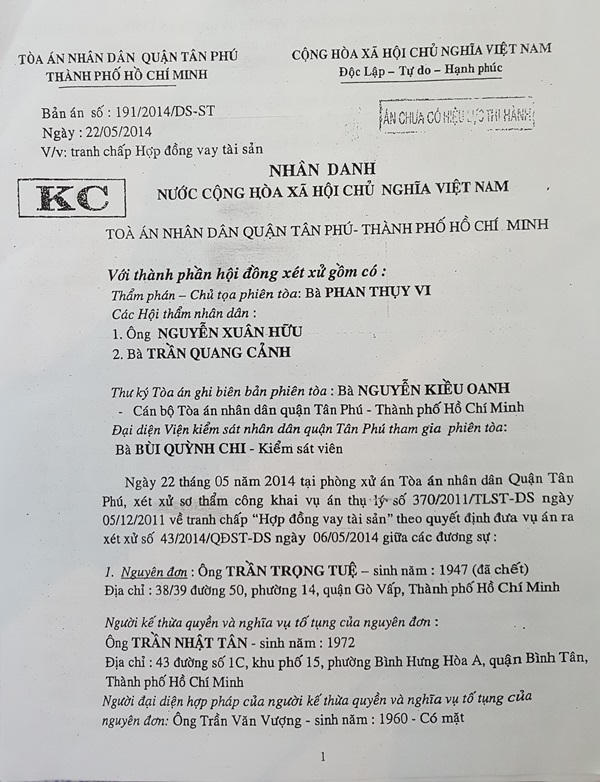 TÒA ÁN NHÂN DÂN QUẬN TÂN PHÚ
THÀNH PHỐ HỒ CHÍ MINH
CỘNG HÒA XÃ HỘI CHỦ NGHĨA VIỆT NAM
Độc Lập – Tự do – Hạnh phúc
Bản án số : 191/2014/DS-ST
Ngày : 22/05/2014
V/v: tranh chấp Hợp đồng vay tài sản
ÁN CHƯA CÓ HIỆU LỰC THI HÀNH
NHÂN DANH
NƯỚC CỘNG HÒA XÃ HỘI CHỦ NGHĨA VIỆT NAM
KC
TOÀ ÁN NHÂN DÂN QUẬN TÂN PHÚ- THÀNH PHỐ HỒ CHÍ MINH
Với thành phần hội đồng xét xử gồm có :
Thẩm phán – Chủ tọa phiên tòa: Bà PHAN THỤY VI
Các Hội thẩm nhân dân :
1. Ông NGUYỄN XUÂN HỮU
2. Bà TRẦN QUANG CẢNH
Thư ký Tòa án ghi biên bản phiên tòa : Bà NGUYỄN KIỀU OANH
- Cán bộ Tòa án nhân dân quận Tân Phú - Thành phố Hồ Chí Minh
Đại diện Viện kiểm sát nhân dân quận Tân Phú tham gia phiên tòa:
Bà BÙI QUỲNH CHI - Kiểm sát viên
Ngày 22 tháng 05 năm 2014 tại phòng xử án Tòa án nhân dân Quận Tân
Phú, xét xử sơ thẩm công khai vụ án thụ lý số 370/2011/TLST-DS ngày
05/12/2011 về tranh chấp “Hợp đồng vay tài sản” theo quyết định đưa vụ án ra
xét xử số 43/2014/QĐST-DS ngày 06/05/2014 giữa các đương sự :
1. Nguyên đơn : Ông TRẦN TRỌNG TUỆ – sinh năm : 1947 (đã chết)
Địa chỉ : 38/39 đường 50, phường 14, quận Gò Vấp, Thành phố Hồ Chí Minh
Người kế thừa quyền và nghĩa vụ tố tụng của nguyên đơn :
Ông TRẦN NHẬT TÂN - sinh năm : 1972
Địa chỉ : 43 đường số 1C, khu phố 15, phường Bình Hưng Hòa A, quận Bình Tân,
Thành phố Hồ Chí Minh
Người đại diện hợp pháp của người kế thừa quyền và nghĩa vụ tố tụng của
nguyên đơn: Ông Trần Văn Vượng - sinh năm : 1960 - Có mặt
1